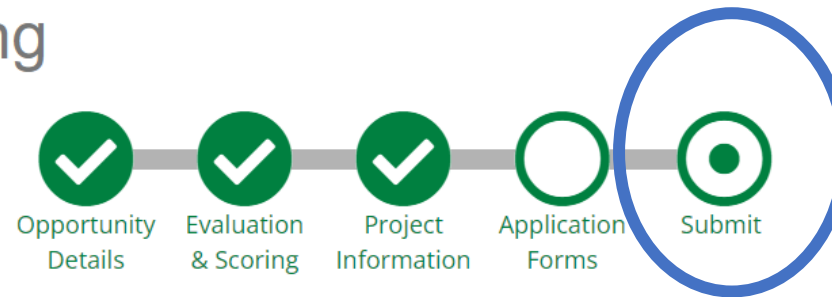 ng
Opportunity Evaluation Project Application Submit
Details & Scoring Information Forms